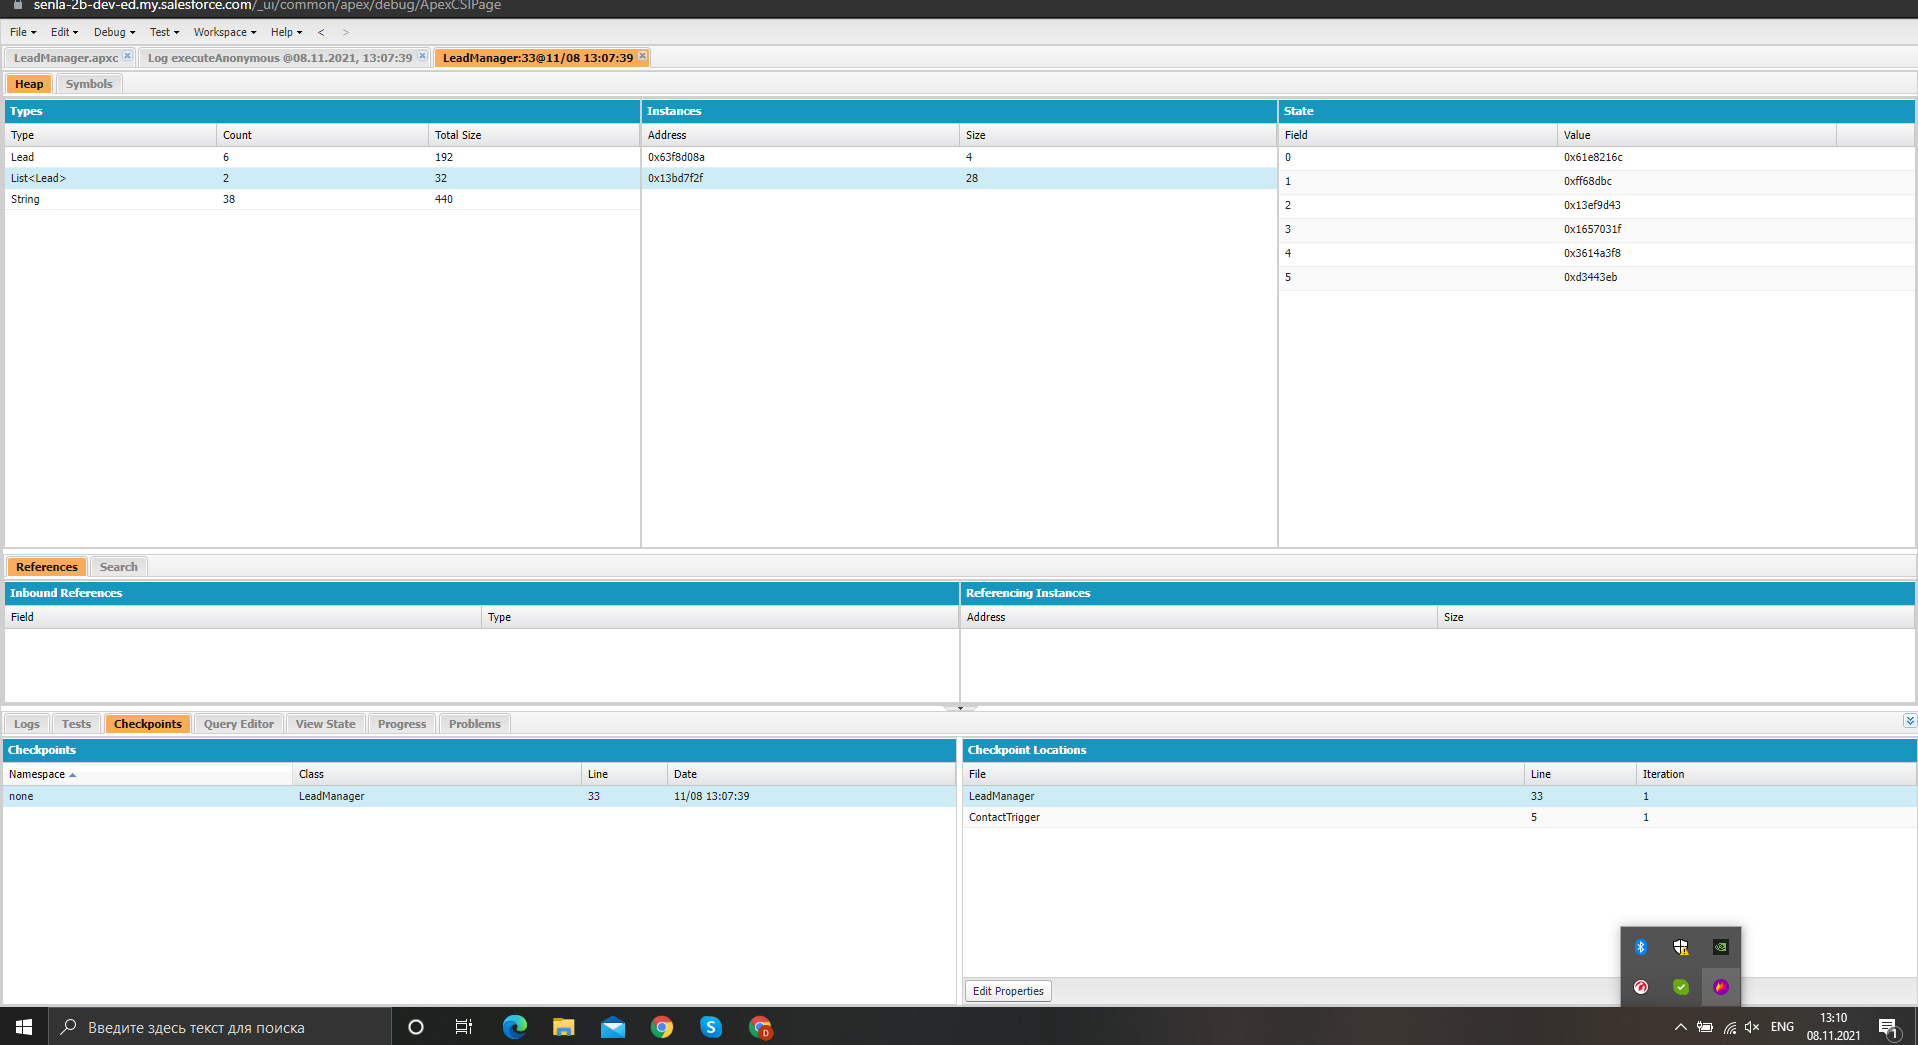 senla-2b-dev-ed.my.salesforce.com/_ui/common/apex/debug/ApexCSIPage
File Edit Debug Test Workspace Help < >
LeadManager.apxc Log executeAnonymous @08.11.2021, 13:07:39 LeadManager:33@11/08 13:07:39
Heap Symbols
Types Instances State
Type Count Total Size Address Size Field Value
Lead 6 192 0x63f8d08a 4 0 0x61e8216c
List<Lead> 2 32 0x13bd7f2f 28 1 0xff68dbc
String 38 440 2 0x13ef9d43
3 0x1657031f
4 0x3614a3f8
5 0xd3443eb
References Search
Inbound References Referencing Instances
Field Type Address Size
Logs Tests Checkpoints Query Editor View State Progress Problems
Checkpoints Checkpoint Locations
Namespace Class Line Date File Line Iteration
none LeadManager 33 11/08 13:07:39 LeadManager 33 1
ContactTrigger 5 1
Edit Properties
Введите здесь текст для поиска
D
ENG
13:10
08.11.2021
1